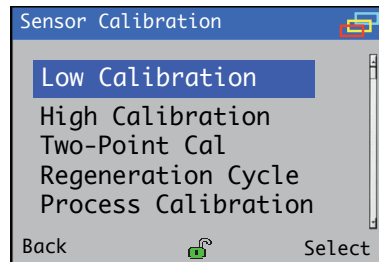 Sensor Calibration
Low Calibration
High Calibration
Two-Point Cal
Regeneration Cycle
Process Calibration
Back Select